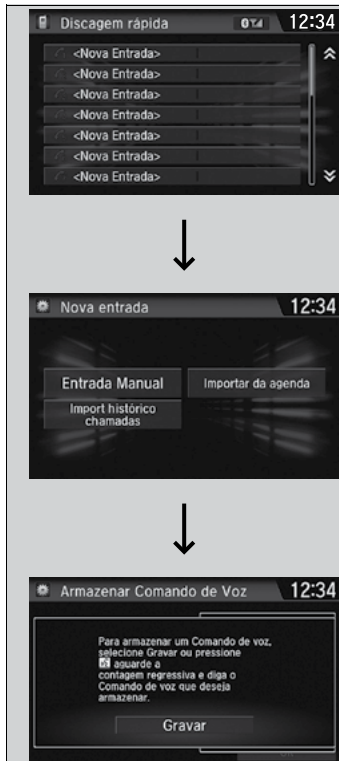 Discagem rápida 12:34
<Nova Entrada>
<Nova Entrada>
<Nova Entrada>
<Nova Entrada>
<Nova Entrada>
<Nova Entrada>
<Nova Entrada>
Nova entrada 12:34
Entrada Manual Importar da agenda
Import histórico
chamadas
Armazenar Comando de Voz 12:34
Para armazenar um Comando de voz,
selecione Gravar ou pressione
aguarde a
contagem regressiva e diga o
Comando de voz que deseja
armazenar.
Gravar